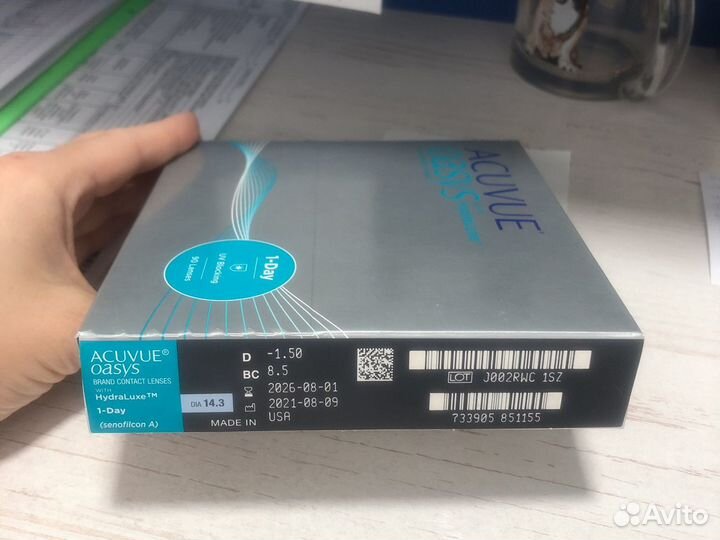 ACUVUE
oasys
1-Day
UV Blocking
90 Lenses
ACUVUE®
oasys
BRAND CONTACT LENSES
WITH
HydraLuxe™
1-Day
(senofilcon A)
DIA 14.3
D -1.50
BC 8.5
2026-08-01
2021-08-09
MADE IN USA
LOT J002RWC 1SZ
733905 851155
Avito